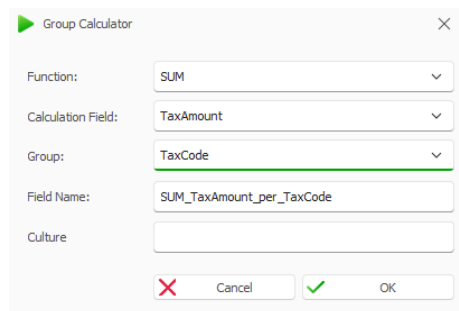 Group Calculator
Function: SUM
Calculation Field: TaxAmount
Group: TaxCode
Field Name: SUM_TaxAmount_per_TaxCode
Culture
Cancel OK